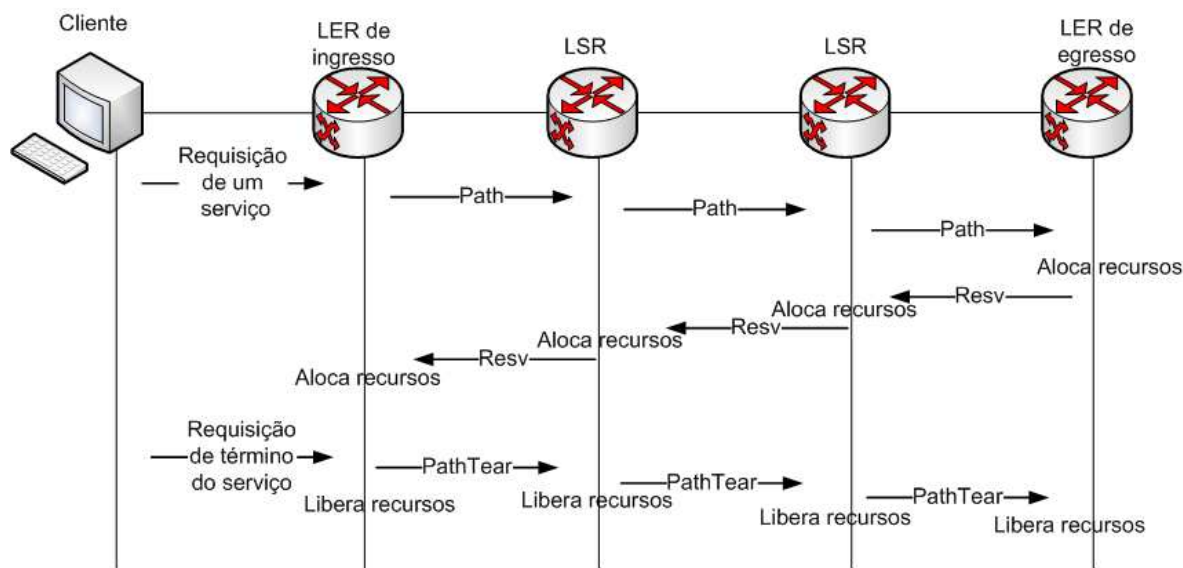 Cliente
LER de
ingresso
LSR
LSR
LER de
egresso
Requisição
de um
serviço
Path
Path
Path
Aloca recursos
Resv
Aloca recursos
Resv
Aloca recursos
Resv
Aloca recursos
Requisição
de término
do serviço
PathTear
Libera recursos
PathTear
Libera recursos
PathTear
Libera recursos
Libera recursos